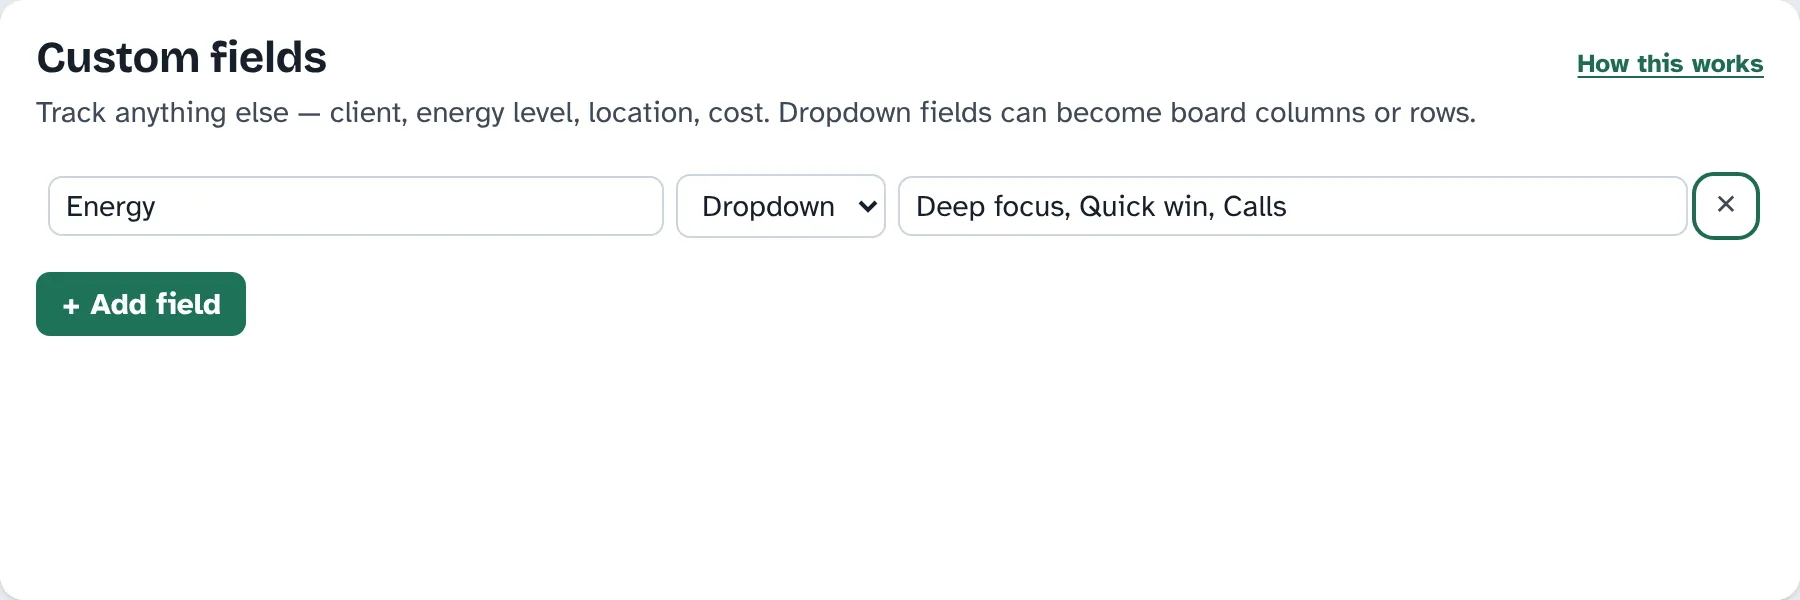 Custom fields
How this works
Track anything else — client, energy level, location, cost. Dropdown fields can become board columns or rows.
Energy
Dropdown
Deep focus, Quick win, Calls
×
+ Add field